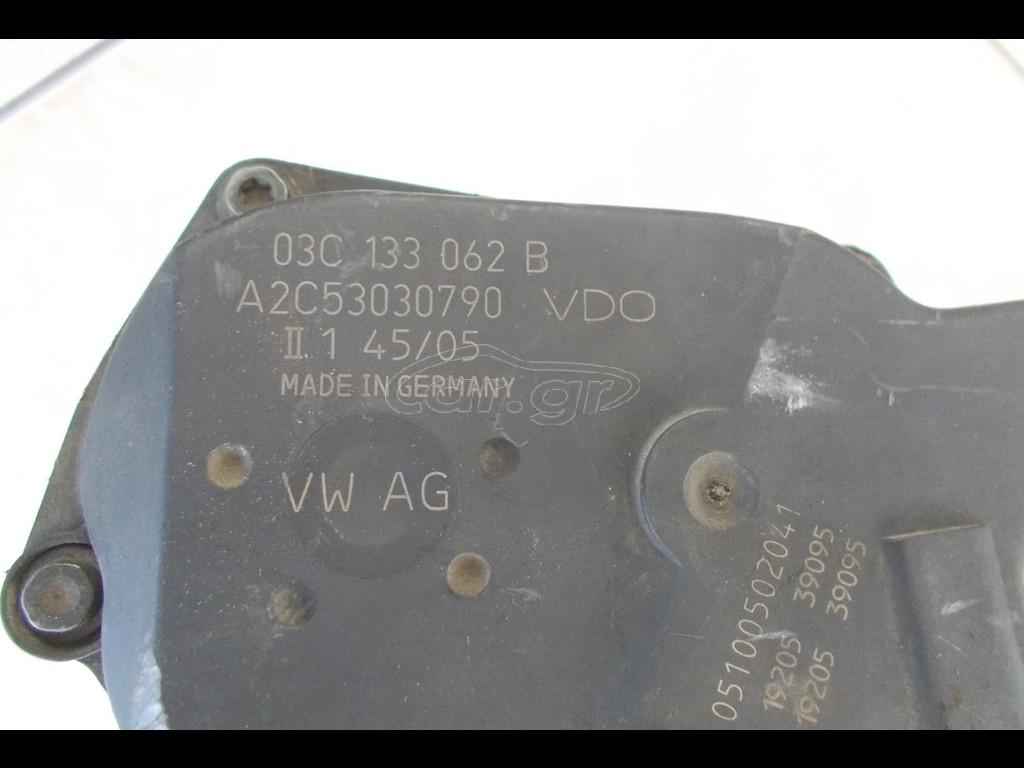 03C 133 062 B
A2C53030790 VDO
II 1 45/05
MADE IN GERMANY
car.gr
VW AG
0510050502041
19205 39095
19205 39095